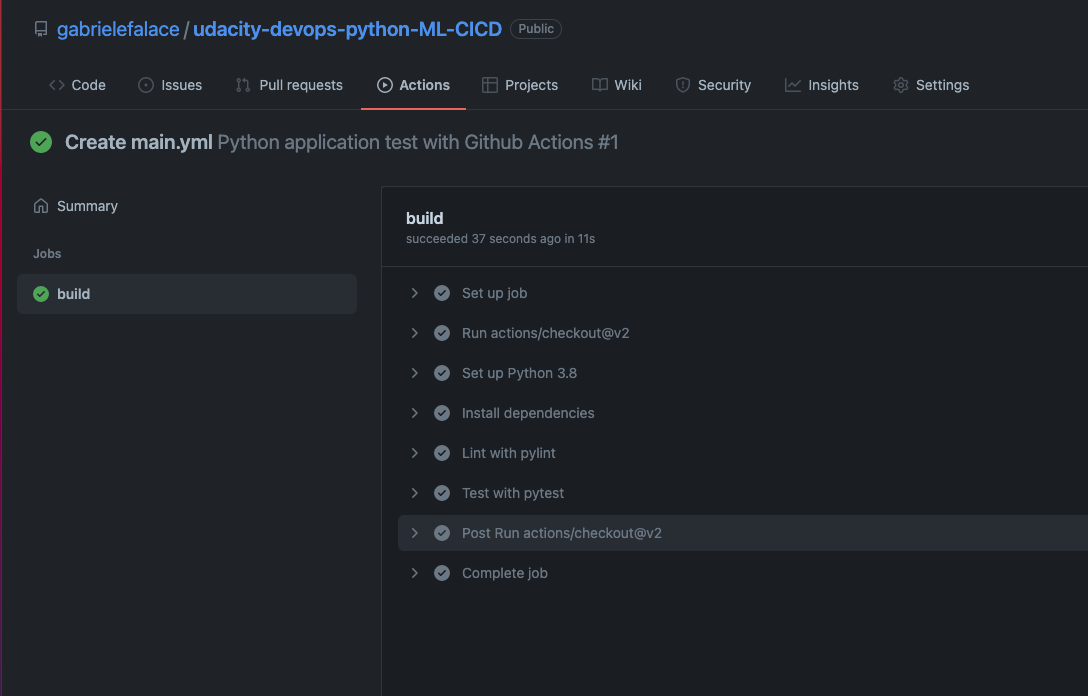 gabrielefalace / udacity-devops-python-ML-CICD Public
Code Issues Pull requests Actions Projects Wiki Security Insights Settings
Create main.yml Python application test with Github Actions #1
Summary
Jobs
build
build
succeeded 37 seconds ago in 11s
Set up job
Run actions/checkout@v2
Set up Python 3.8
Install dependencies
Lint with pylint
Test with pytest
Post Run actions/checkout@v2
Complete job